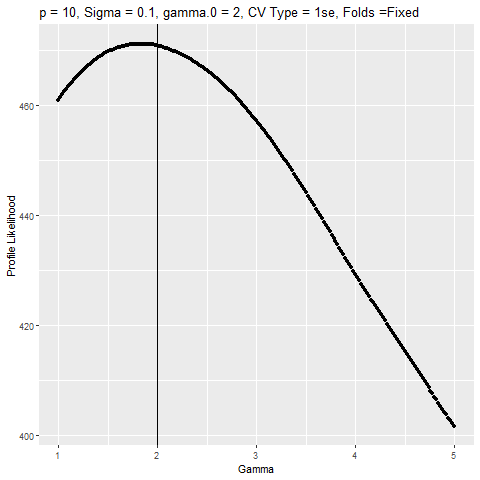 p = 10, Sigma = 0.1, gamma.0 = 2, CV Type = 1se, Folds =Fixed
Profile Likelihood
460
440
420
400
1 2 3 4 5
Gamma